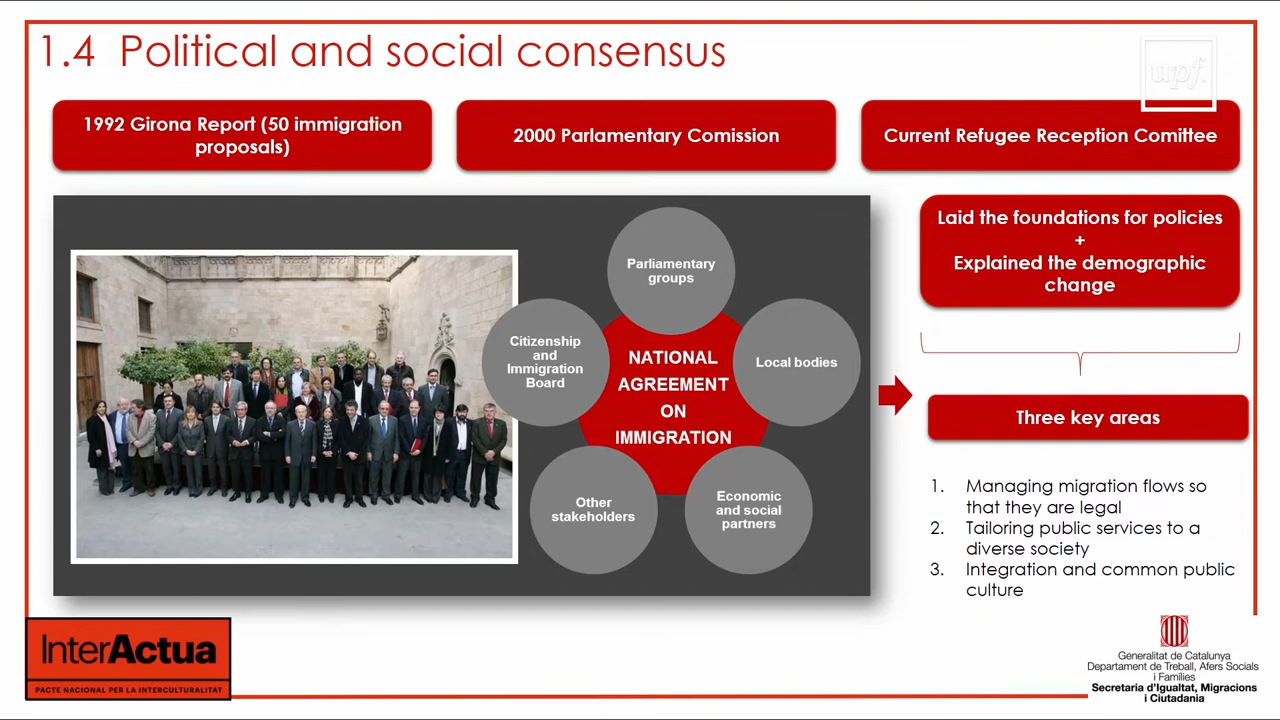 1.4 Political and social consensus
upf.
1992 Girona Report (50 immigration
proposals)
2000 Parlamentary Comission
Current Refugee Reception Comittee
Parliamentary
groups
Citizenship
and
Immigration
Board
Local bodies
NATIONAL
AGREEMENT
ON
IMMIGRATION
Other
stakeholders
Economic
and social
partners
Laid the foundations for policies
+
Explained the demographic
change
Three key areas
1. Managing migration flows so
that they are legal
2. Tailoring public services to a
diverse society
3. Integration and common public
culture
InterActua
PACTE NACIONAL PER LA INTERCULTURALITAT
Generalitat de Catalunya
Departament de Treball, Afers Socials
i Famílies
Secretaria d'Igualtat, Migracions
i Ciutadania